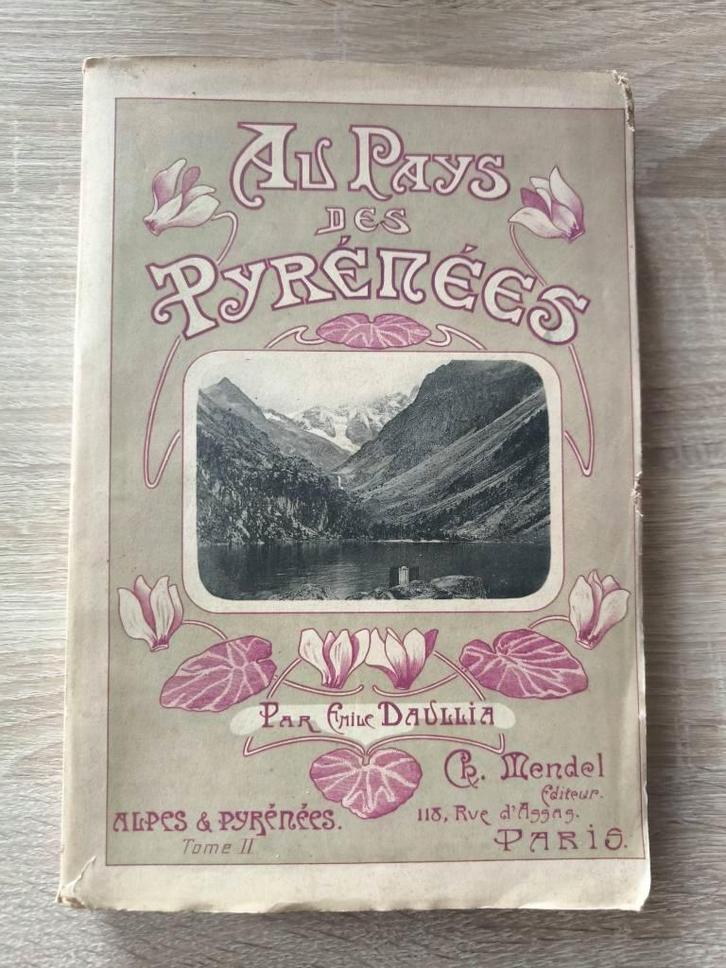 AU PAYS
DES
PYRÉNÉES
PAR EMILE DAULLIA
Ch. Mendel
Éditeur.
118, Rue d'Assas.
PARIS.
ALPES & PYRÉNÉES.
Tome II